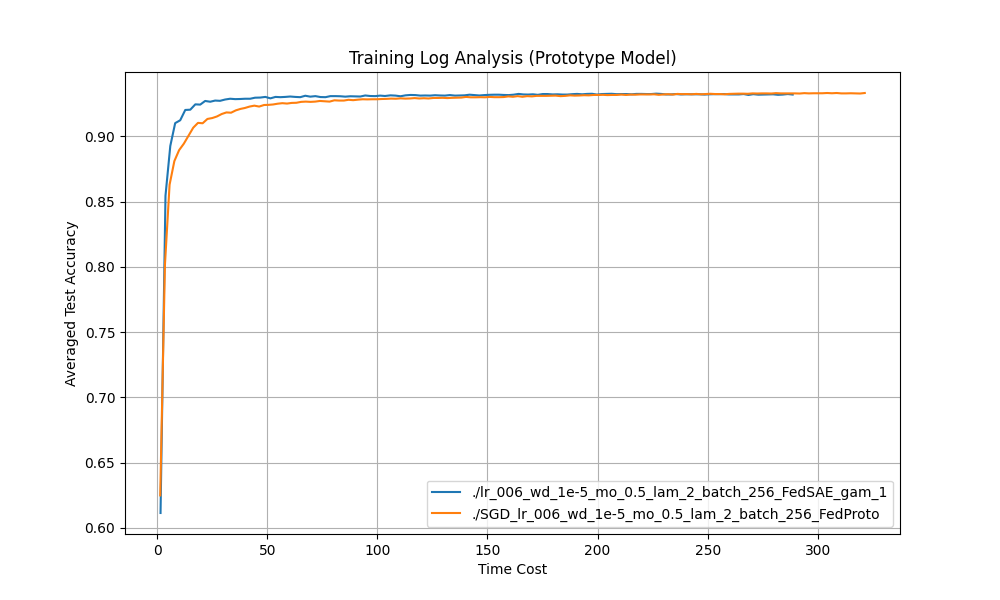 Training Log Analysis (Prototype Model)
Averaged Test Accuracy
0.90
0.85
0.80
0.75
0.70
0.65
0.60
./lr_006_wd_1e-5_mo_0.5_lam_2_batch_256_FedSAE_gam_1
./SGD_lr_006_wd_1e-5_mo_0.5_lam_2_batch_256_FedProto
0 50 100 150 200 250 300
Time Cost